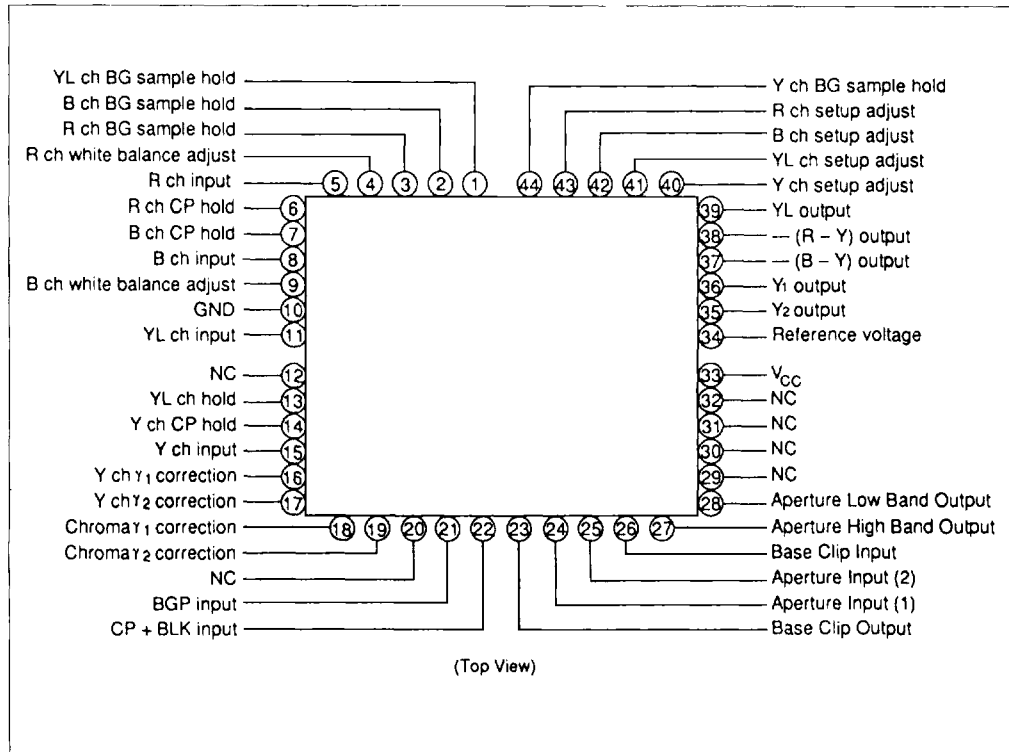 YL ch BG sample hold
B ch BG sample hold
R ch BG sample hold
R ch white balance adjust
R ch input
R ch CP hold
B ch CP hold
B ch input
B ch white balance adjust
GND
YL ch input
NC
YL ch hold
Y ch CP hold
Y ch input
Y ch γ1 correction
Y ch γ2 correction
Chroma γ1 correction
Chroma γ2 correction
NC
BGP input
CP + BLK input
5 4 3 2 1 44 43 42 41 40
6
7
8
9
10
11
12
13
14
15
16
17
18 19 20 21 22 23 24 25 26 27
39
38
37
36
35
34
33
32
31
30
29
28
Y ch BG sample hold
R ch setup adjust
B ch setup adjust
YL ch setup adjust
Y ch setup adjust
YL output
— (R – Y) output
— (B – Y) output
Y1 output
Y2 output
Reference voltage
VCC
NC
NC
NC
NC
Aperture Low Band Output
Aperture High Band Output
Base Clip Input
Aperture Input (2)
Aperture Input (1)
Base Clip Output
(Top View)